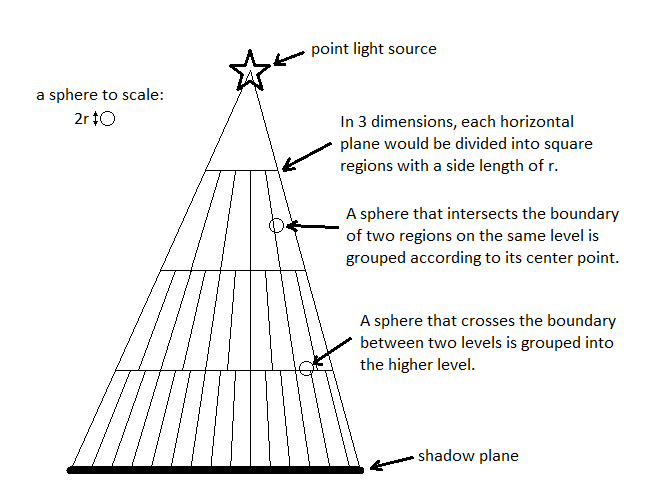 point light source
a sphere to scale:
2r
In 3 dimensions, each horizontal
plane would be divided into square
regions with a side length of r.
A sphere that intersects the boundary
of two regions on the same level is
grouped according to its center point.
A sphere that crosses the boundary
between two levels is grouped into
the higher level.
shadow plane